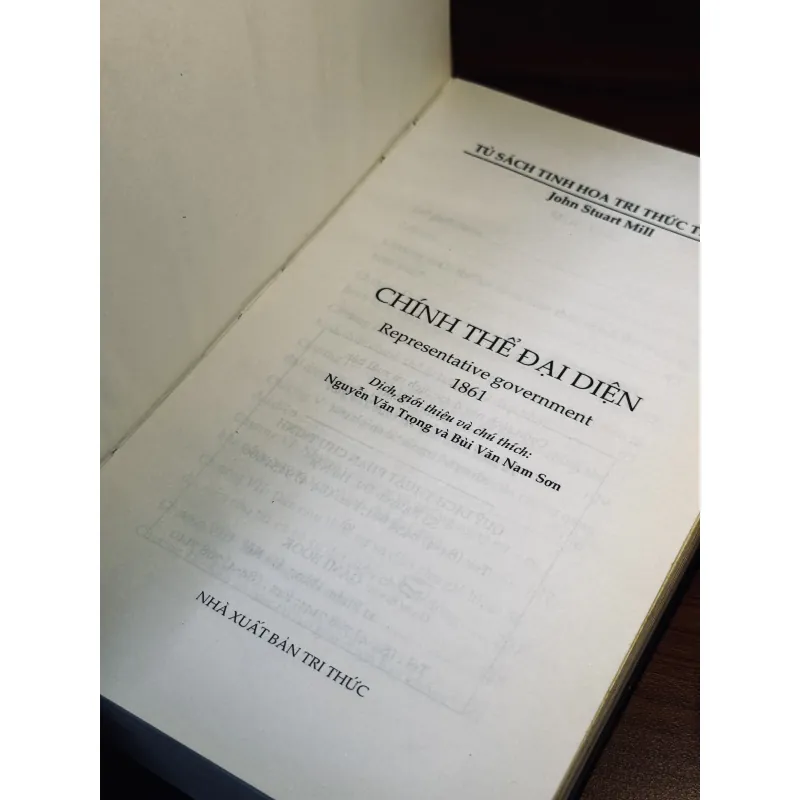 TỦ SÁCH TINH HOA TRI THỨC
John Stuart Mill
CHÍNH THỂ ĐẠI DIỆN
Representative government
1861
Dịch, giới thiệu và chú thích:
Nguyễn Văn Trọng và Bùi Văn Nam Sơn
NHÀ XUẤT BẢN TRI THỨC